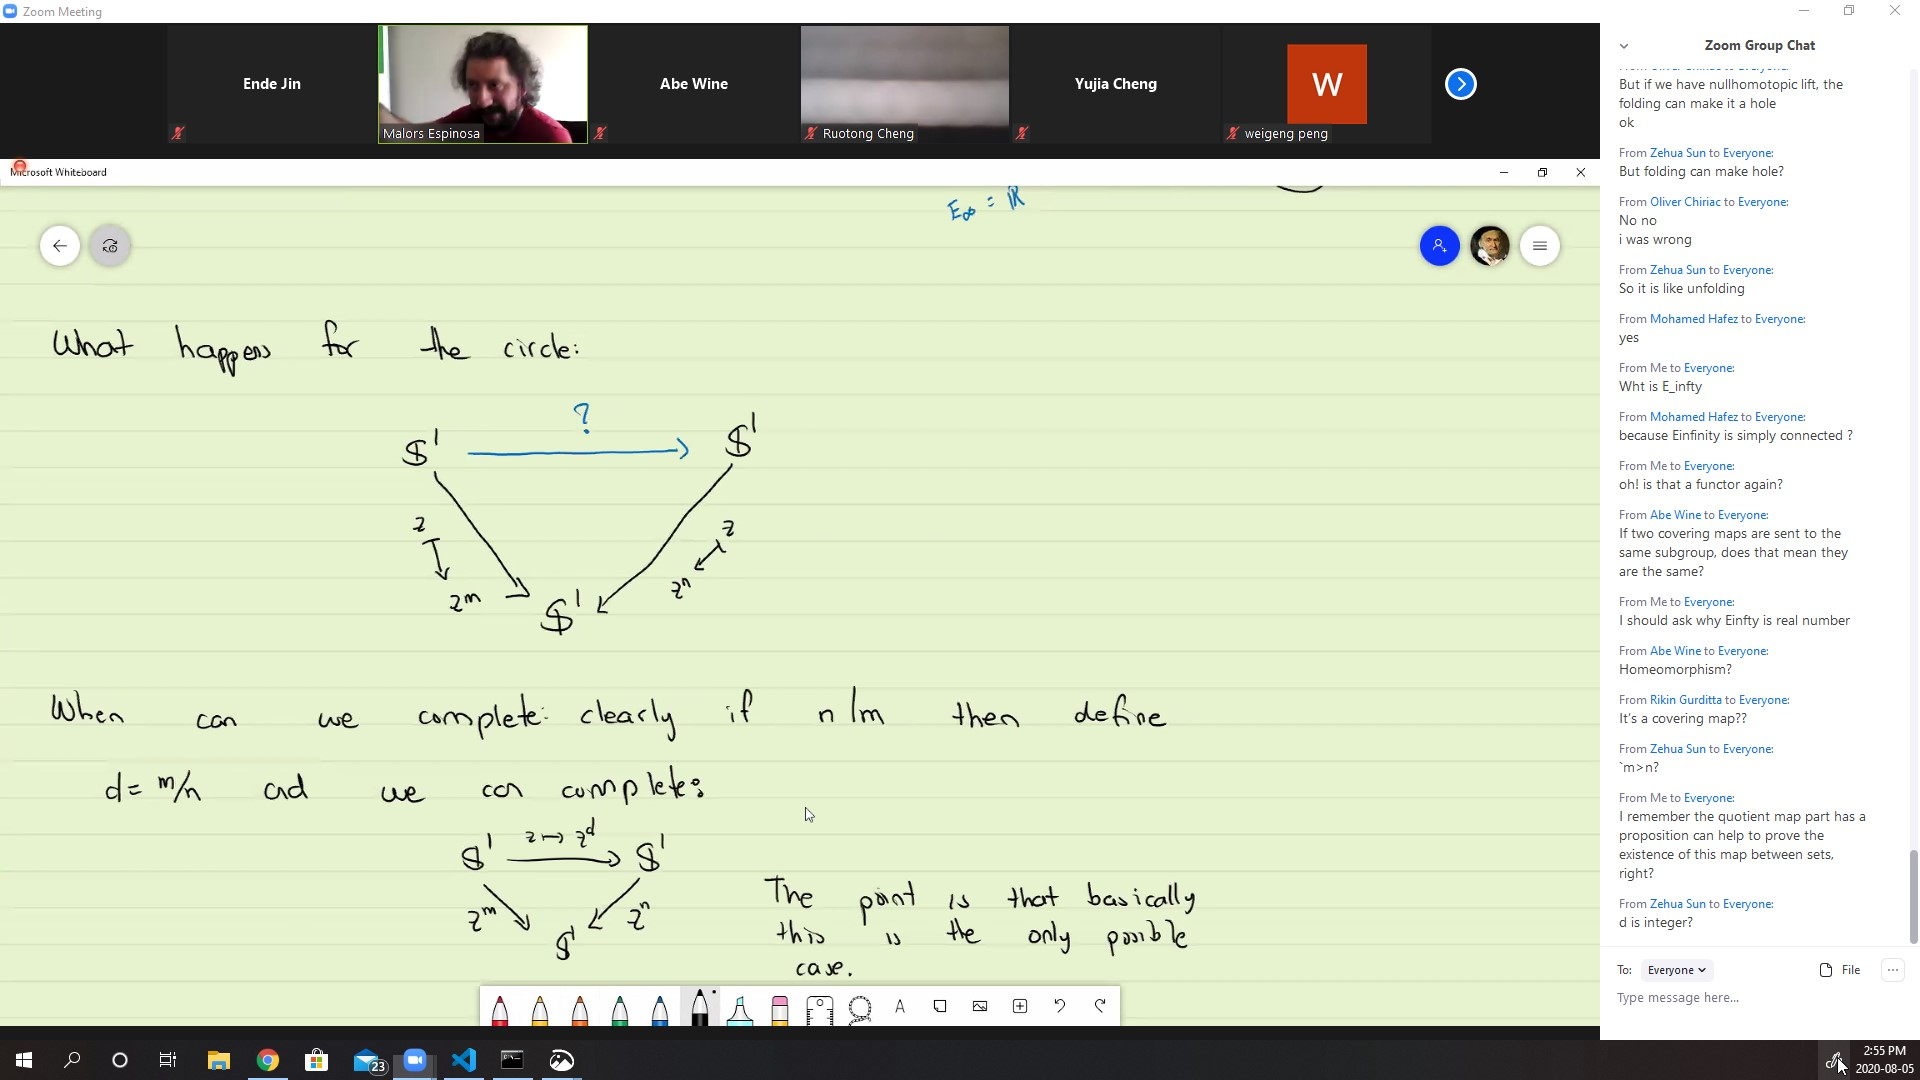 Zoom Meeting
Ende Jin
Malors Espinosa
Abe Wine
Ruotong Cheng
Yujia Cheng
W
weigeng peng
Microsoft Whiteboard
E∞ = ℝ
What happens for the circle:
?
$¹ $¹
z z
z^m z^n
$¹
When can we complete: clearly if n|m then define
d = m/n and we can complete:
$¹ z ↦ z^d $¹
z^m z^n
$¹
The point is that basically
this is the only possible
case.
A
Zoom Group Chat
But if we have nullhomotopic lift, the
folding can make it a hole
ok
From Zehua Sun to Everyone:
But folding can make hole?
From Oliver Chiriac to Everyone:
No no
i was wrong
From Zehua Sun to Everyone:
So it is like unfolding
From Mohamed Hafez to Everyone:
yes
From Me to Everyone:
Wht is E_infty
From Mohamed Hafez to Everyone:
because Einfinity is simply connected ?
From Me to Everyone:
oh! is that a functor again?
From Abe Wine to Everyone:
If two covering maps are sent to the
same subgroup, does that mean they
are the same?
From Me to Everyone:
I should ask why Einfty is real number
From Abe Wine to Everyone:
Homeomorphism?
From Rikin Gurditta to Everyone:
It's a covering map??
From Zehua Sun to Everyone:
`m>n?
From Me to Everyone:
I remember the quotient map part has a
proposition can help to prove the
existence of this map between sets,
right?
From Zehua Sun to Everyone:
d is integer?
To: Everyone File
Type message here...
23
2:55 PM
2020-08-05